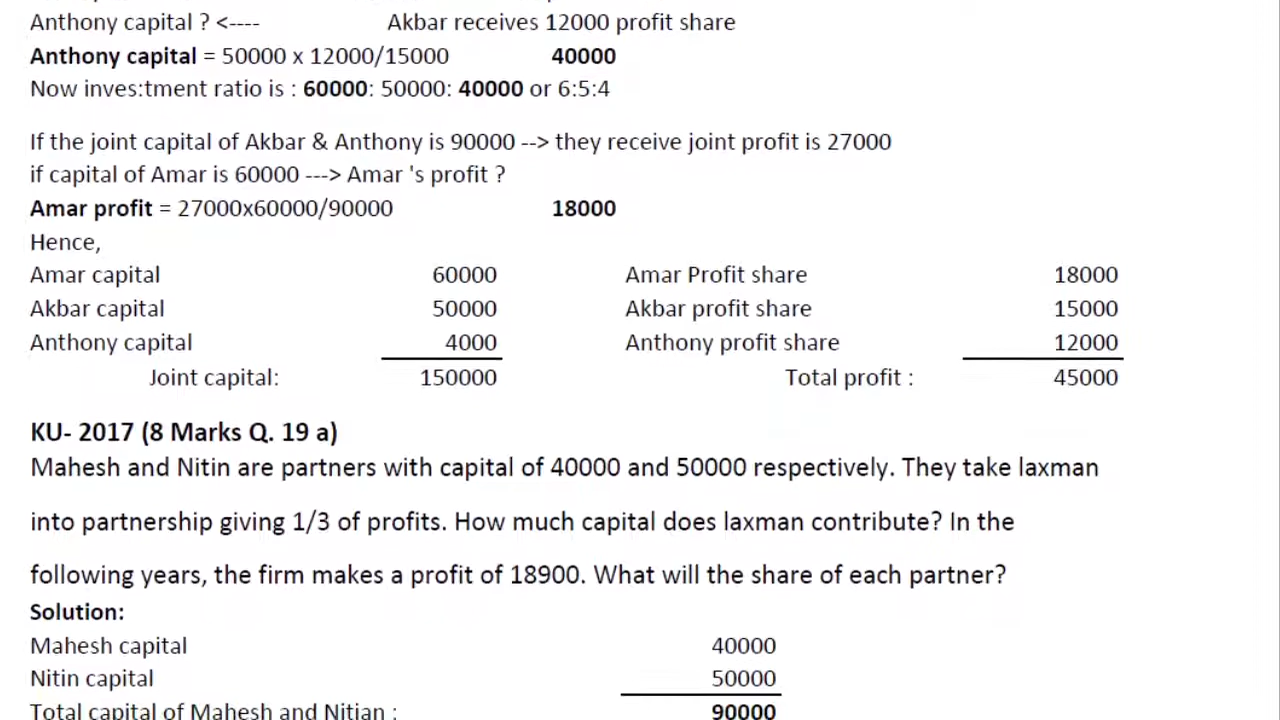 Anthony capital ? <---- Akbar receives 12000 profit share
Anthony capital = 50000 x 12000/15000 40000
Now inves:tment ratio is : 60000: 50000: 40000 or 6:5:4
If the joint capital of Akbar & Anthony is 90000 --> they receive joint profit is 27000
if capital of Amar is 60000 ---> Amar 's profit ?
Amar profit = 27000x60000/90000 18000
Hence,
Amar capital 60000 Amar Profit share 18000
Akbar capital 50000 Akbar profit share 15000
Anthony capital 4000 Anthony profit share 12000
Joint capital: 150000 Total profit : 45000
KU- 2017 (8 Marks Q. 19 a)
Mahesh and Nitin are partners with capital of 40000 and 50000 respectively. They take laxman
into partnership giving 1/3 of profits. How much capital does laxman contribute? In the
following years, the firm makes a profit of 18900. What will the share of each partner?
Solution:
Mahesh capital 40000
Nitin capital 50000
Total capital of Mahesh and Nitian : 90000